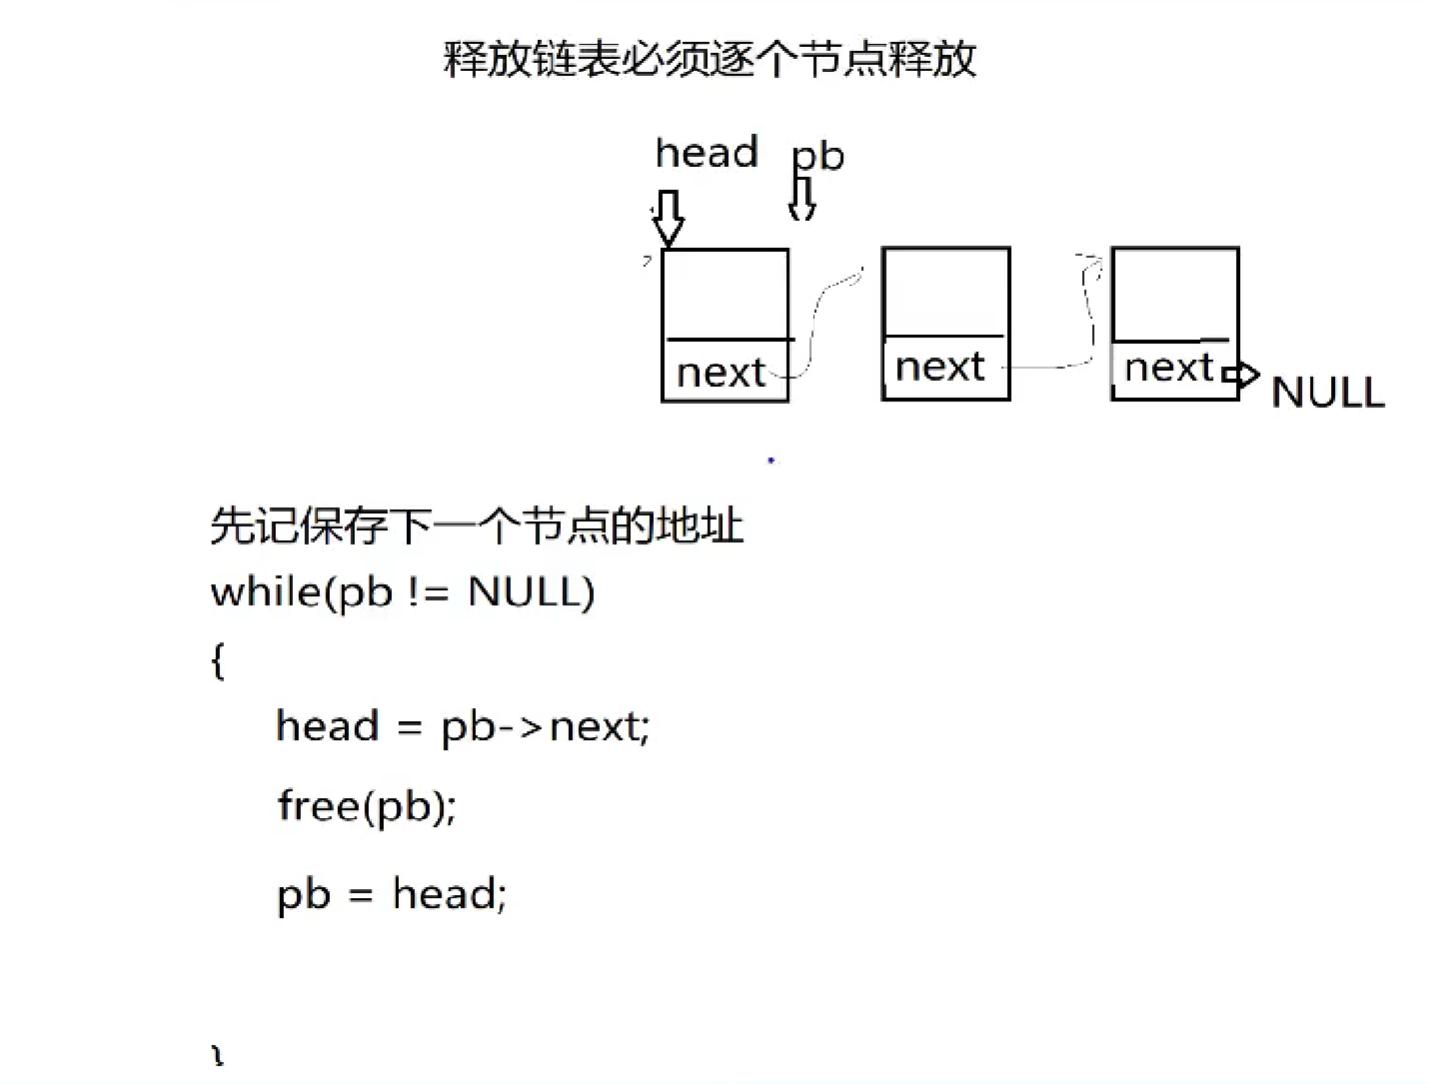 释放链表必须逐个节点释放
head pb
next next next NULL
先记保存下一个节点的地址
while(pb != NULL)
{
head = pb->next;
free(pb);
pb = head;
}